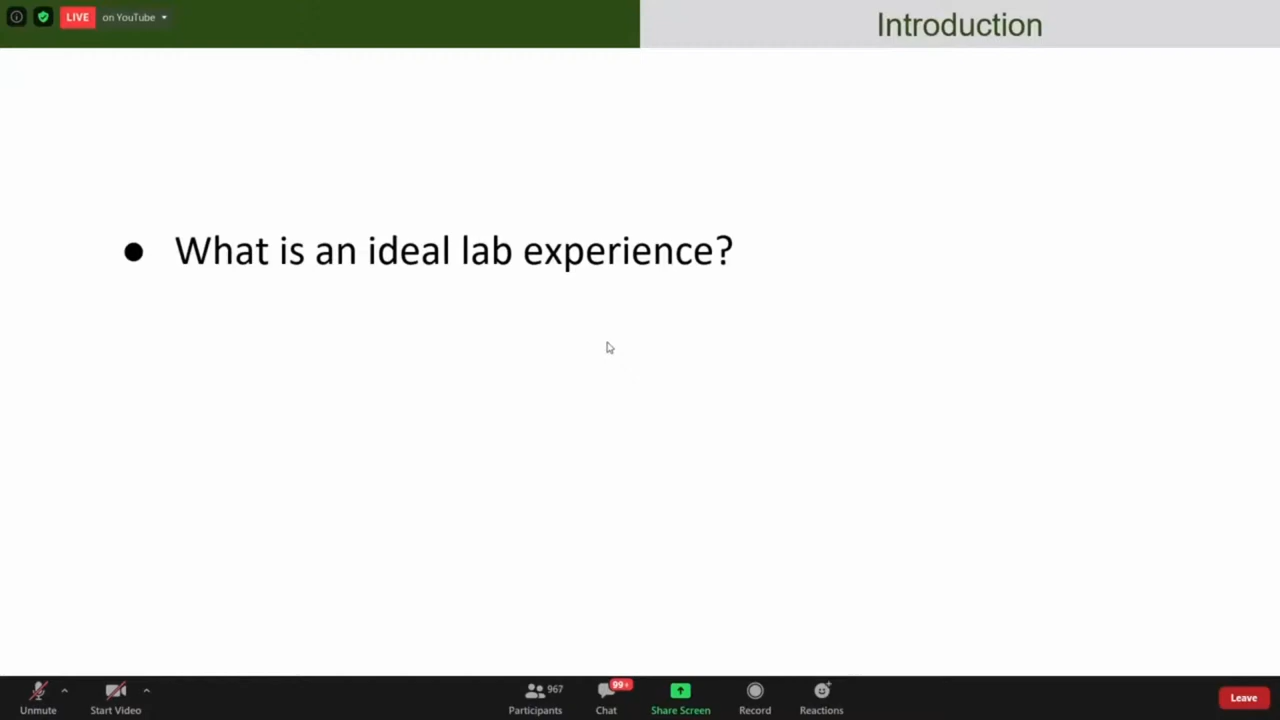 LIVE on YouTube
Introduction
● What is an ideal lab experience?
967
99+
Unmute
Start Video
Participants
Chat
Share Screen
Record
Reactions
Leave